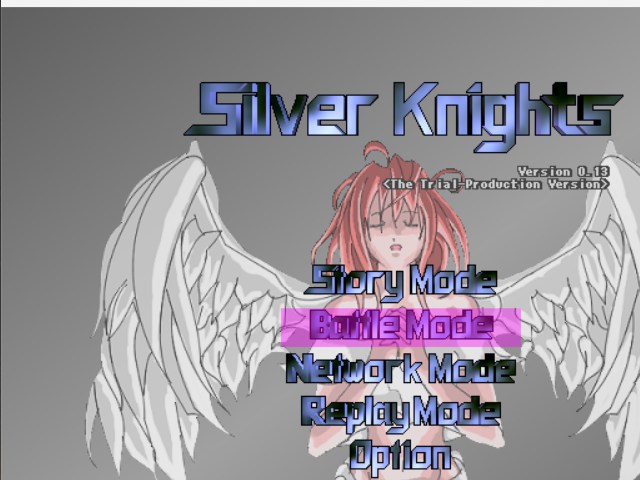 Silver Knights
Version 0.13
<The Trial-Production Version>
Story Mode
Battle Mode
Network Mode
Replay Mode
Option